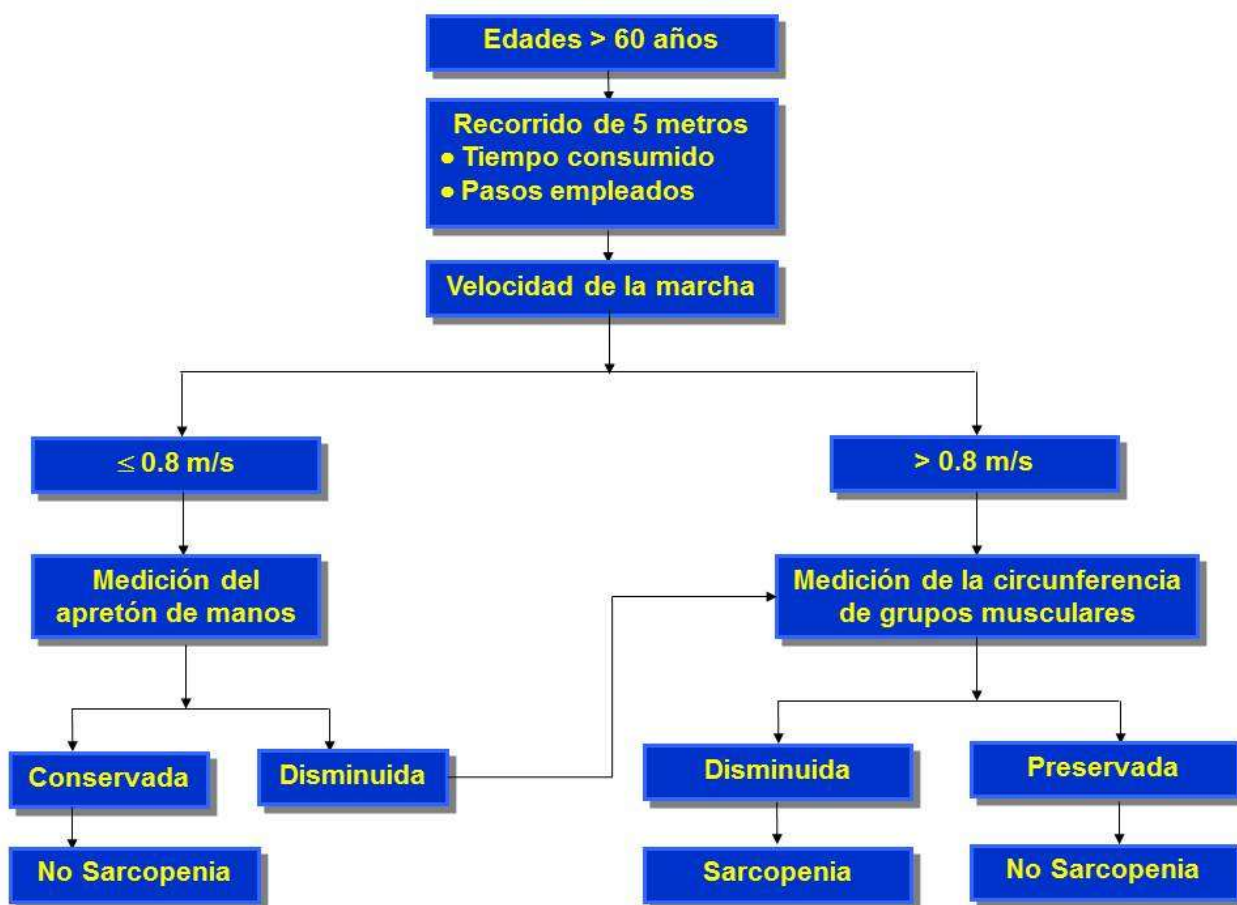 Edades > 60 años
Recorrido de 5 metros
● Tiempo consumido
● Pasos empleados
Velocidad de la marcha
≤ 0.8 m/s
> 0.8 m/s
Medición del
apretón de manos
Medición de la circunferencia
de grupos musculares
Conservada
Disminuida
Disminuida
Preservada
No Sarcopenia
Sarcopenia
No Sarcopenia